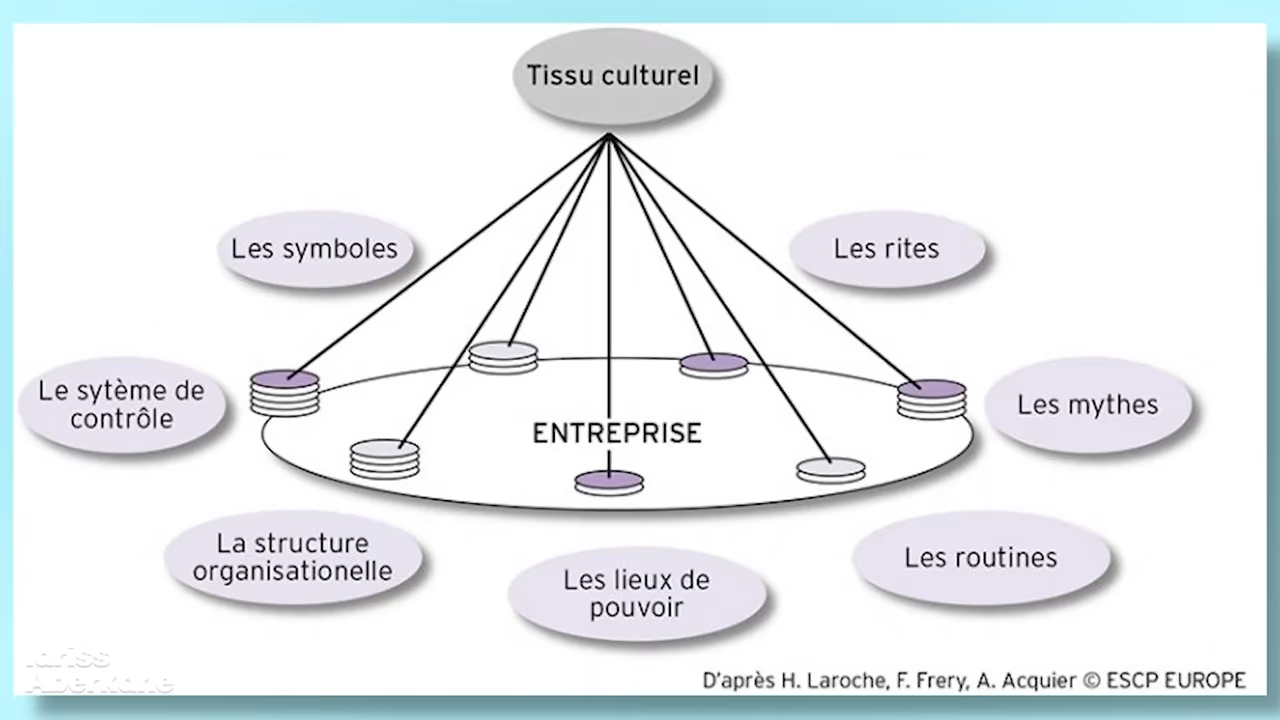 Tissu culturel
Les symboles
Les rites
Le sytème de
contrôle
Les mythes
ENTREPRISE
La structure
organisationelle
Les lieux de
pouvoir
Les routines
Aberkane
D'après H. Laroche, F. Frery, A. Acquier © ESCP EUROPE